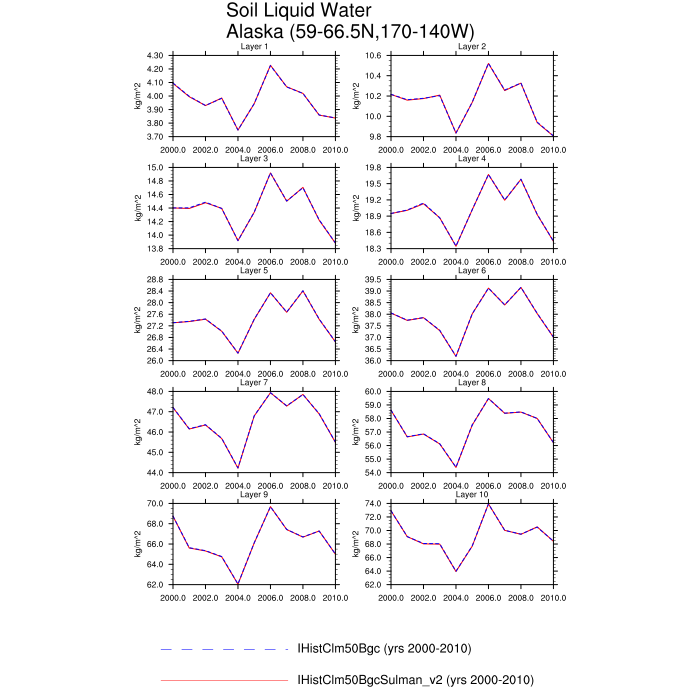 Soil Liquid Water
Alaska (59-66.5N,170-140W)
Layer 1
kg/m^2
4.30
4.20
4.10
4.00
3.90
3.80
3.70
2000.0 2002.0 2004.0 2006.0 2008.0 2010.0
Layer 2
kg/m^2
10.6
10.4
10.2
10.0
9.8
2000.0 2002.0 2004.0 2006.0 2008.0 2010.0
Layer 3
kg/m^2
15.0
14.8
14.6
14.4
14.2
14.0
13.8
2000.0 2002.0 2004.0 2006.0 2008.0 2010.0
Layer 4
kg/m^2
19.8
19.5
19.2
18.9
18.6
18.3
2000.0 2002.0 2004.0 2006.0 2008.0 2010.0
Layer 5
kg/m^2
28.8
28.4
28.0
27.6
27.2
26.8
26.4
26.0
2000.0 2002.0 2004.0 2006.0 2008.0 2010.0
Layer 6
kg/m^2
39.5
39.0
38.5
38.0
37.5
37.0
36.5
36.0
2000.0 2002.0 2004.0 2006.0 2008.0 2010.0
Layer 7
kg/m^2
48.0
47.0
46.0
45.0
44.0
2000.0 2002.0 2004.0 2006.0 2008.0 2010.0
Layer 8
kg/m^2
60.0
59.0
58.0
57.0
56.0
55.0
54.0
2000.0 2002.0 2004.0 2006.0 2008.0 2010.0
Layer 9
kg/m^2
70.0
68.0
66.0
64.0
62.0
2000.0 2002.0 2004.0 2006.0 2008.0 2010.0
Layer 10
kg/m^2
74.0
72.0
70.0
68.0
66.0
64.0
62.0
2000.0 2002.0 2004.0 2006.0 2008.0 2010.0
IHistClm50Bgc (yrs 2000-2010)
IHistClm50BgcSulman_v2 (yrs 2000-2010)